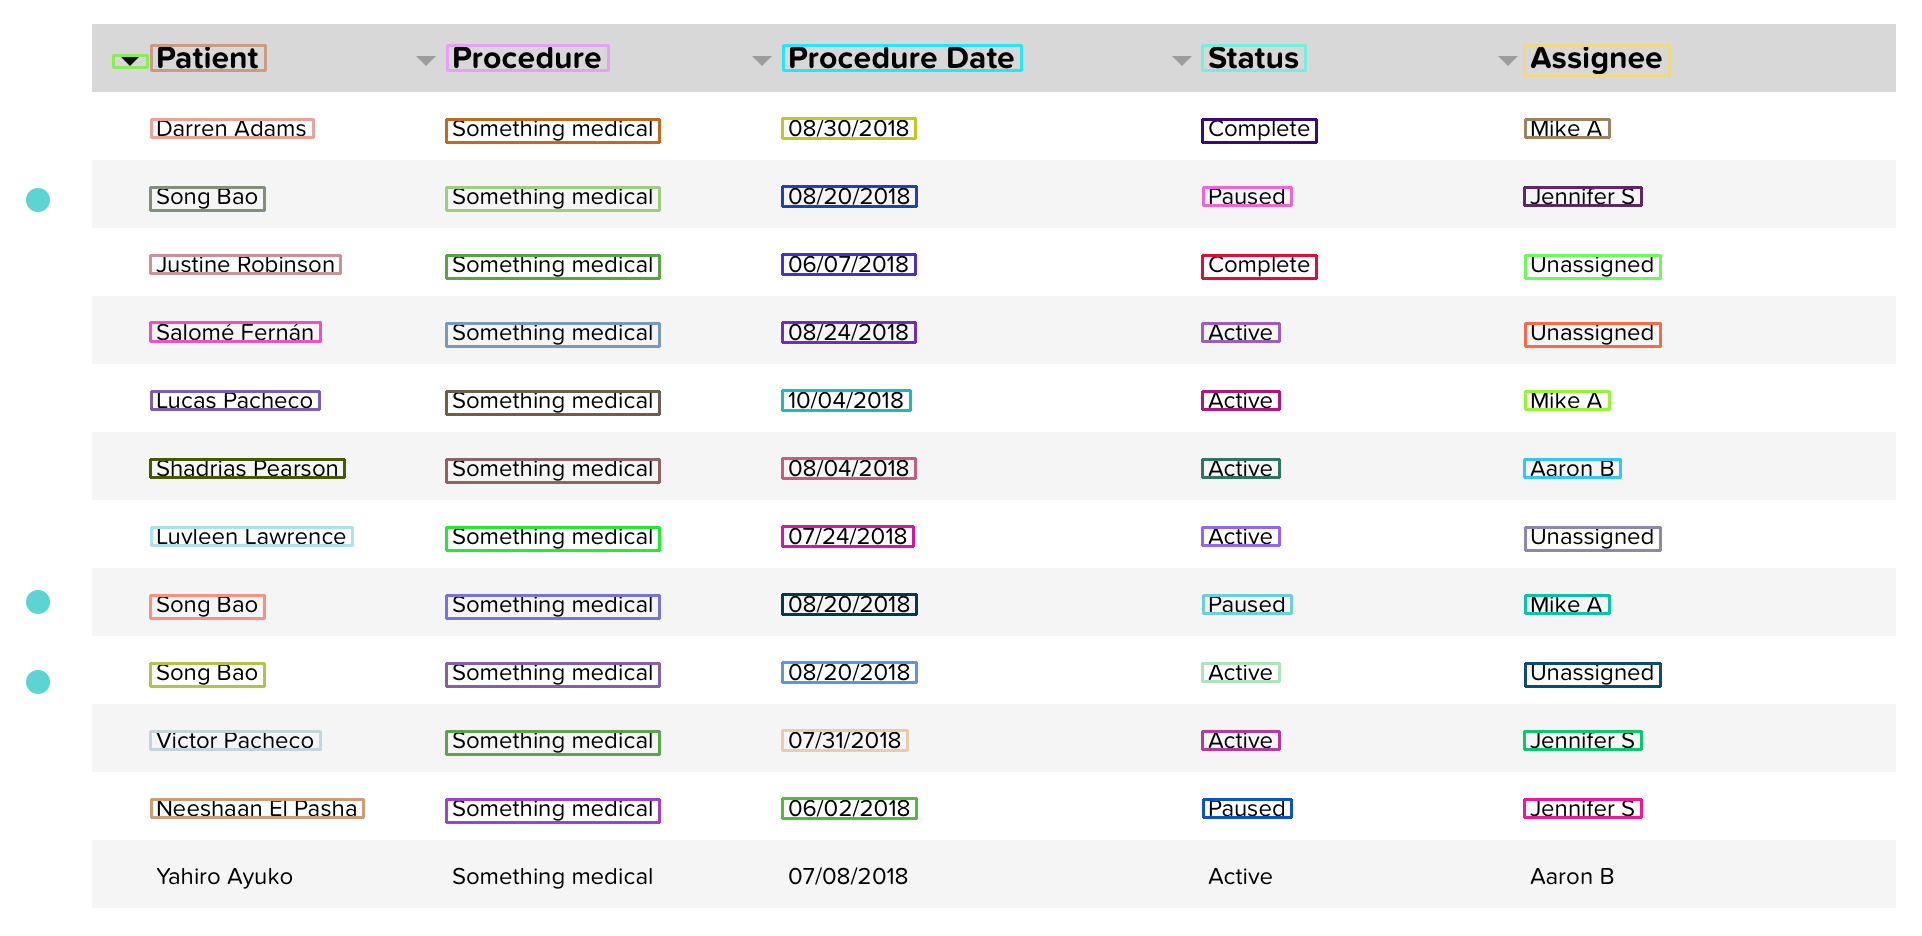 Patient Procedure Procedure Date Status Assignee
Darren Adams Something medical 08/30/2018 Complete Mike A
Song Bao Something medical 08/20/2018 Paused Jennifer S
Justine Robinson Something medical 06/07/2018 Complete Unassigned
Salomé Fernán Something medical 08/24/2018 Active Unassigned
Lucas Pacheco Something medical 10/04/2018 Active Mike A
Shadrias Pearson Something medical 08/04/2018 Active Aaron B
Luvleen Lawrence Something medical 07/24/2018 Active Unassigned
Song Bao Something medical 08/20/2018 Paused Mike A
Song Bao Something medical 08/20/2018 Active Unassigned
Victor Pacheco Something medical 07/31/2018 Active Jennifer S
Neeshaan El Pasha Something medical 06/02/2018 Paused Jennifer S
Yahiro Ayuko Something medical 07/08/2018 Active Aaron B